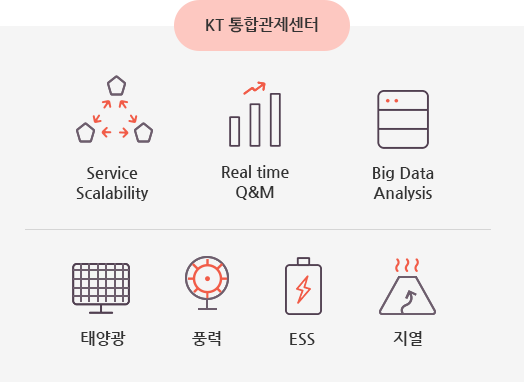 KT 통합관제센터
Service
Scalability
Real time
Q&M
Big Data
Analysis
태양광
풍력
ESS
지열